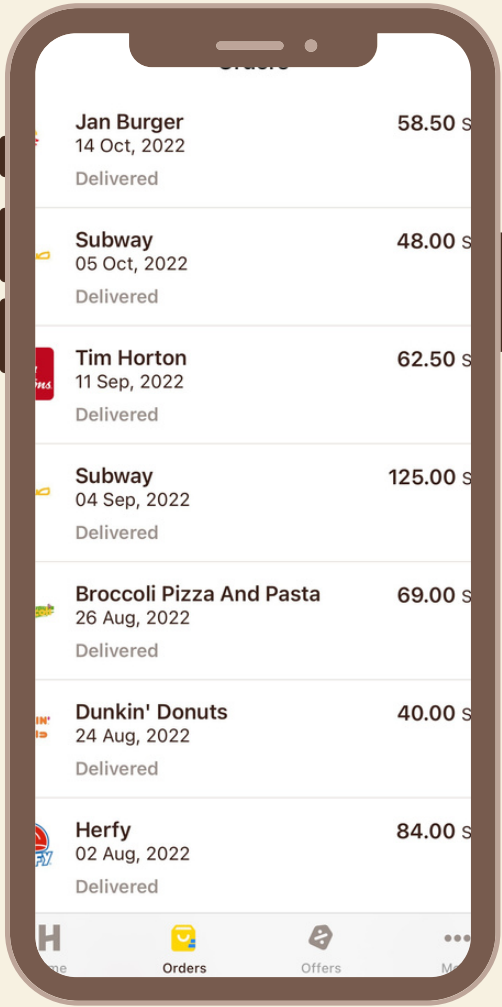 Orders
Jan Burger
58.50 S
14 Oct, 2022
Delivered
Subway
48.00 S
05 Oct, 2022
Delivered
Tim Horton
62.50 S
11 Sep, 2022
Delivered
Subway
125.00 S
04 Sep, 2022
Delivered
Broccoli Pizza And Pasta
69.00 S
26 Aug, 2022
Delivered
Dunkin' Donuts
40.00 S
24 Aug, 2022
Delivered
Herfy
84.00 S
02 Aug, 2022
Delivered
H
Orders
Offers